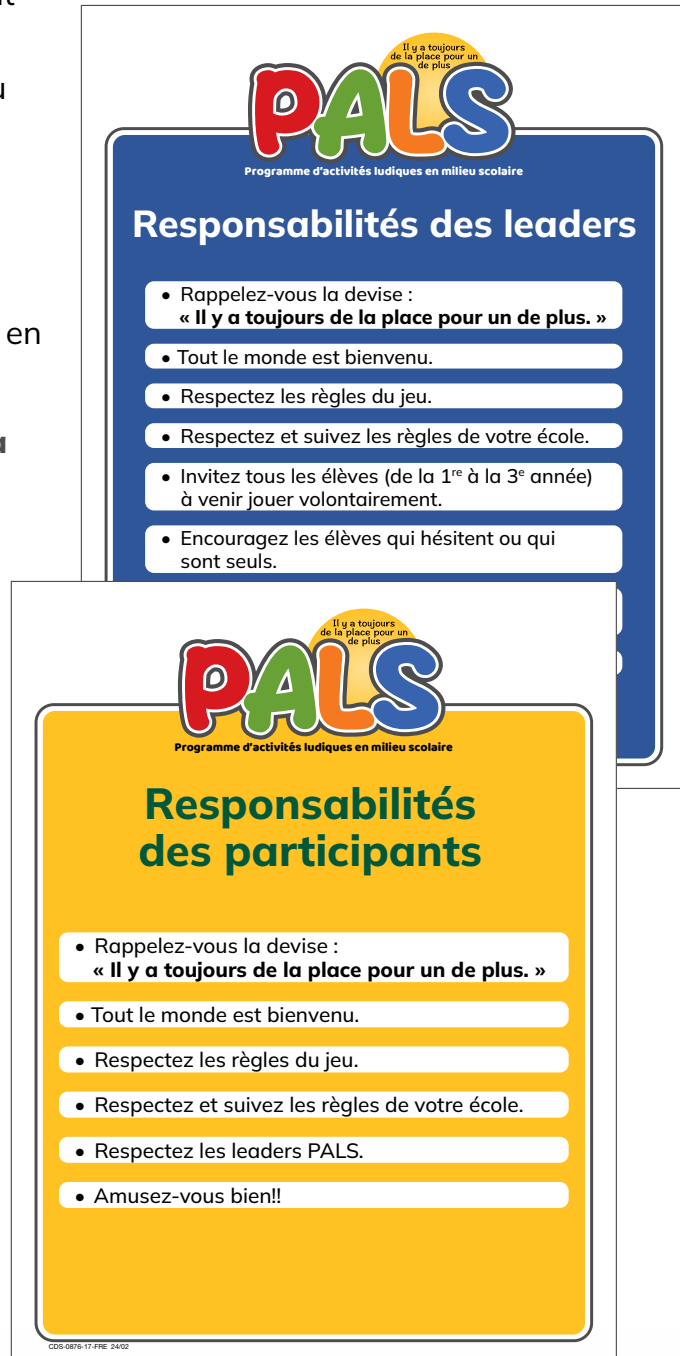 en
Il y a toujours
de la place pour un
de plus
PALS
Programme d'activités ludiques en milieu scolaire
Responsabilités des leaders
• Rappelez-vous la devise :
« Il y a toujours de la place pour un de plus. »
• Tout le monde est bienvenu.
• Respectez les règles du jeu.
• Respectez et suivez les règles de votre école.
• Invitez tous les élèves (de la 1re à la 3e année)
à venir jouer volontairement.
• Encouragez les élèves qui hésitent ou qui
sont seuls.
Il y a toujours
de la place pour un
de plus
PALS
Programme d'activités ludiques en milieu scolaire
Responsabilités
des participants
• Rappelez-vous la devise :
« Il y a toujours de la place pour un de plus. »
• Tout le monde est bienvenu.
• Respectez les règles du jeu.
• Respectez et suivez les règles de votre école.
• Respectez les leaders PALS.
• Amusez-vous bien!!
CDS-0876-17-FRE 24/02